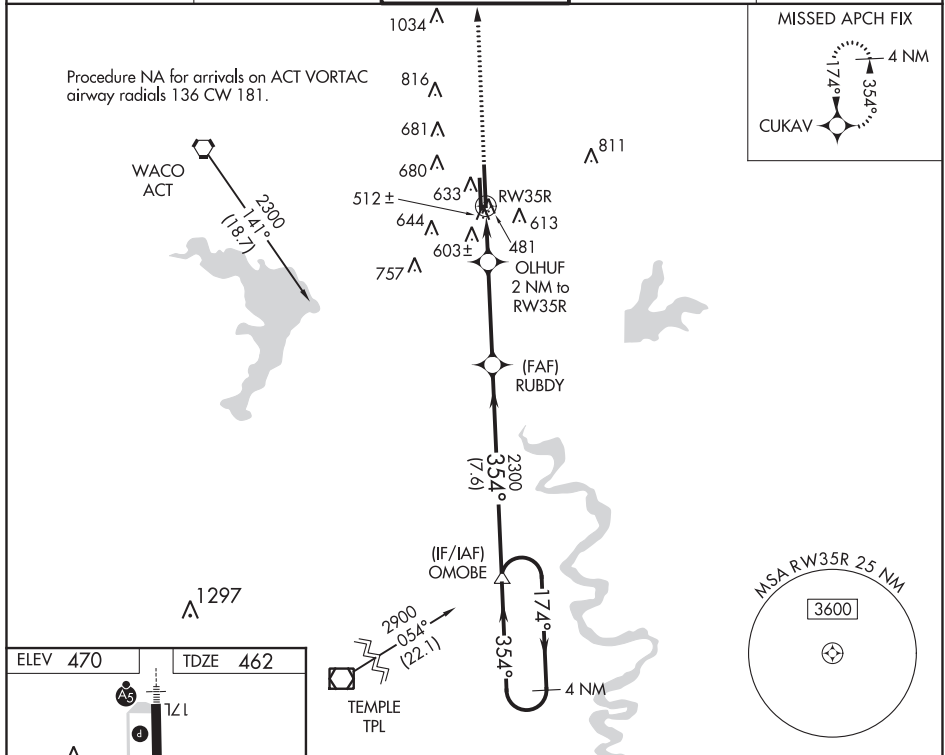 MISSED APCH FIX
4 NM
174°
354°
CUKAV
1034
Procedure NA for arrivals on ACT VORTAC
airway radials 136 CW 181.
816
681
680
811
WACO
ACT
2300
141°
(18.7)
633
RW35R
512 ±
613
644
603±
481
757
OLHUF
2 NM to
RW35R
(FAF)
RUBDY
2300
354°
(7.6)
(IF/IAF)
OMOBE
174°
354°
4 NM
1297
2900
054°
(22.1)
TEMPLE
TPL
MSA RW35R 25 NM
3600
ELEV 470
TDZE 462
A5
17L
P